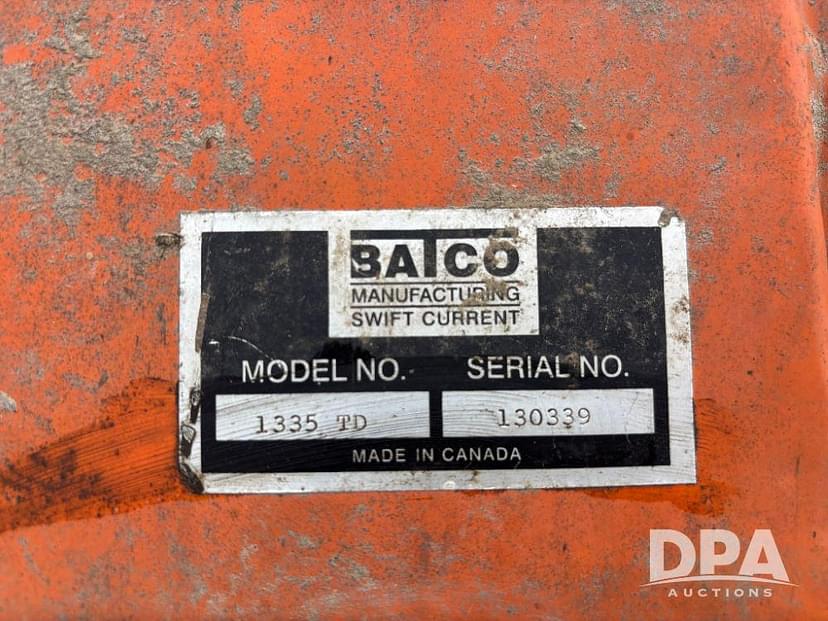 BATCO
MANUFACTURING
SWIFT CURRENT
MODEL NO. SERIAL NO.
1335 TD 130339
MADE IN CANADA
DPA
AUCTIONS